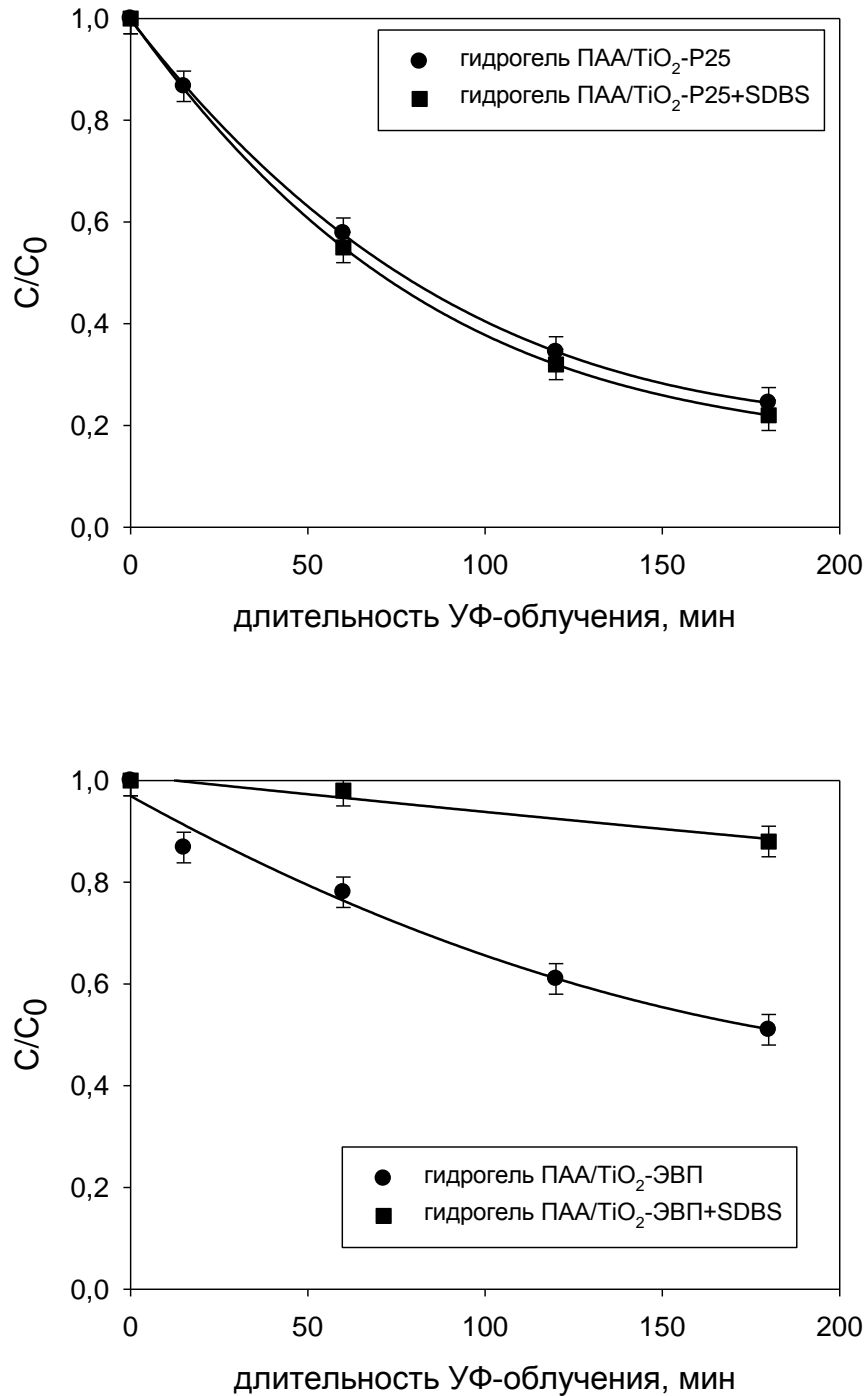 1,0
0,8
0,6
0,4
0,2
0,0
C/C0
гидрогель ПАА/TiO2-P25
гидрогель ПАА/TiO2-P25+SDBS
0 50 100 150 200
длительность УФ-облучения, мин
1,0
0,8
0,6
0,4
0,2
0,0
C/C0
гидрогель ПАА/TiO2-ЭВП
гидрогель ПАА/TiO2-ЭВП+SDBS
0 50 100 150 200
длительность УФ-облучения, мин